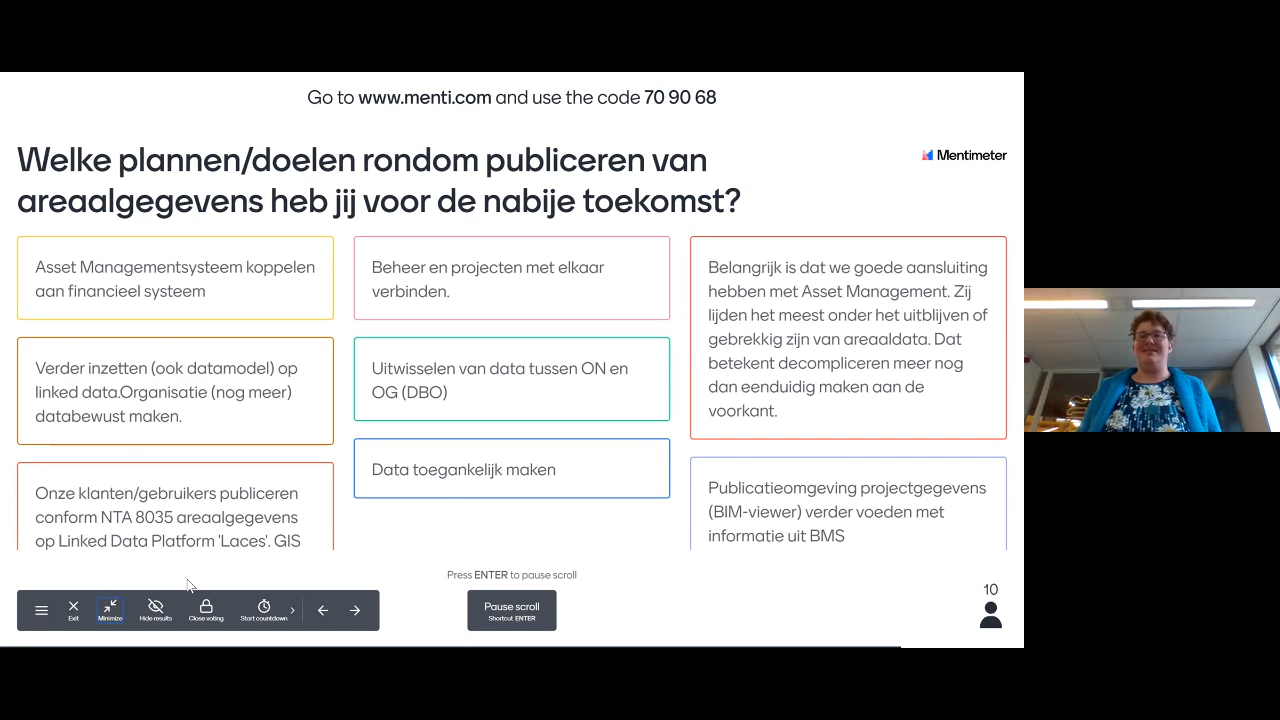 Go to www.menti.com and use the code 70 90 68
Welke plannen/doelen rondom publiceren van
areaalgegevens heb jij voor de nabije toekomst?
Mentimeter
Asset Managementsysteem koppelen
aan financieel systeem
Verder inzetten (ook datamodel) op
linked data.Organisatie (nog meer)
databewust maken.
Onze klanten/gebruikers publiceren
conform NTA 8035 areaalgegevens
op Linked Data Platform 'Laces'. GIS
Beheer en projecten met elkaar
verbinden.
Uitwisselen van data tussen ON en
OG (DBO)
Data toegankelijk maken
Belangrijk is dat we goede aansluiting
hebben met Asset Management. Zij
lijden het meest onder het uitblijven of
gebrekkig zijn van areaaldata. Dat
betekent decompliceren meer nog
dan eenduidig maken aan de
voorkant.
Publicatieomgeving projectgegevens
(BIM-viewer) verder voeden met
informatie uit BMS
Press ENTER to pause scroll
Exit
Minimize
Hide results
Close voting
Start countdown
Pause scroll
Shortcut ENTER
10